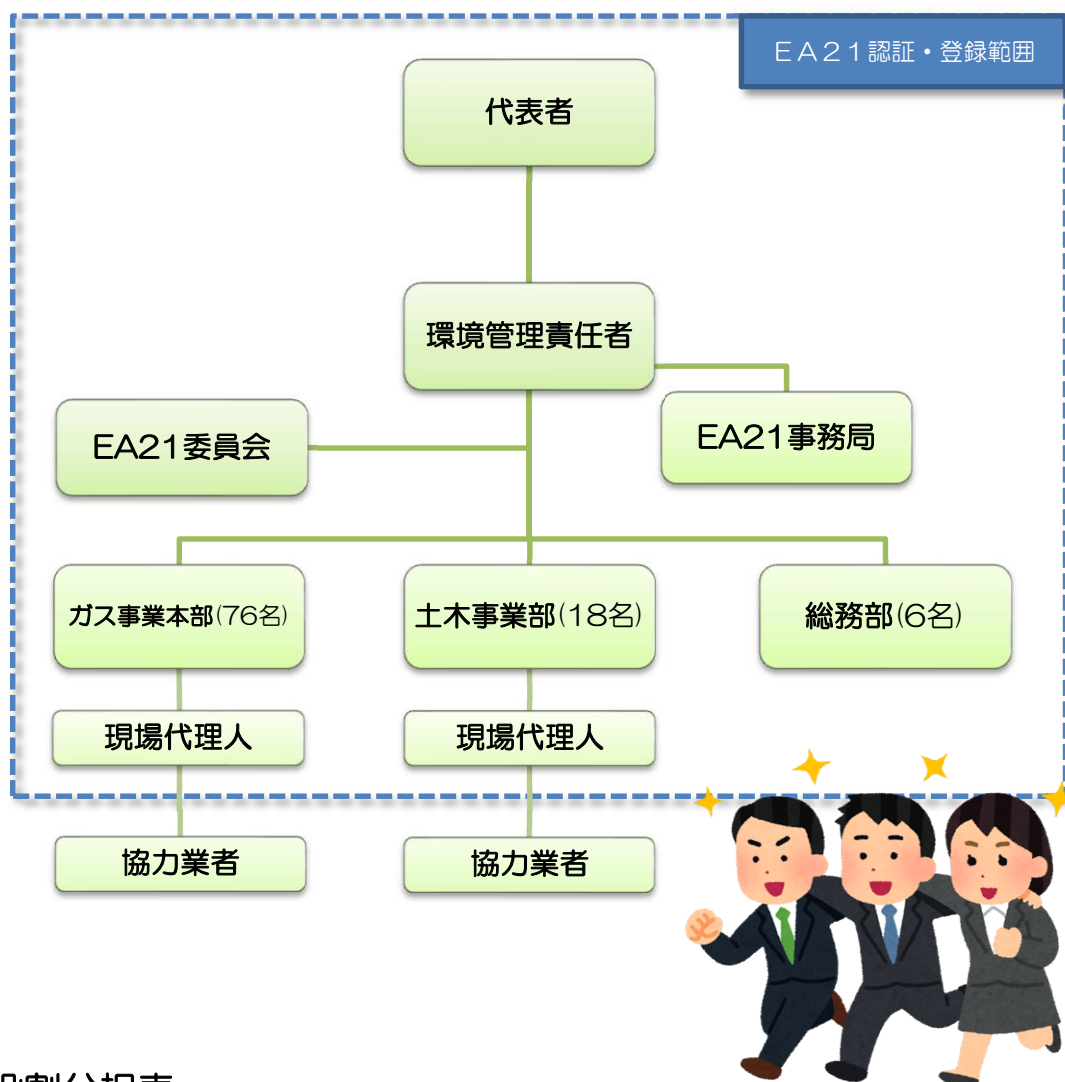 ＥＡ２１認証・登録範囲
代表者
環境管理責任者
EA21委員会
EA21事務局
ガス事業本部(76名)
土木事業部(18名)
総務部(6名)
現場代理人
現場代理人
協力業者
協力業者